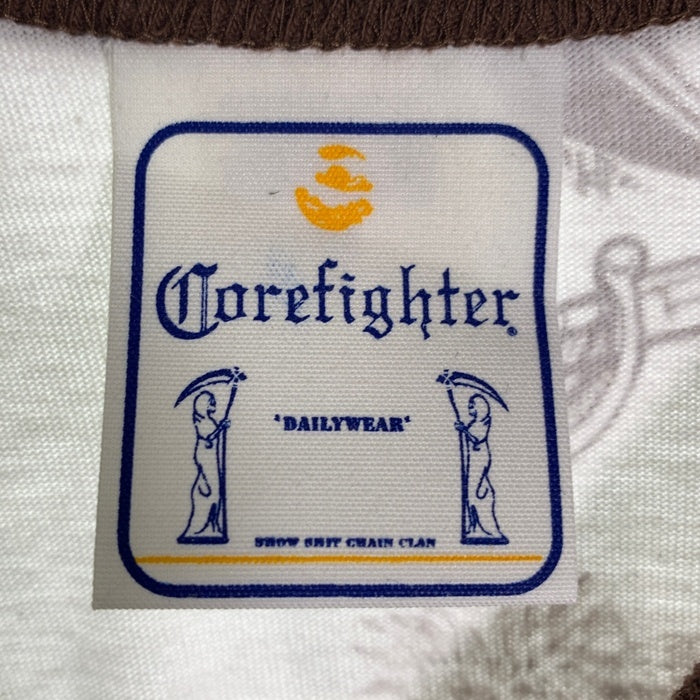 Corefighter
"DAILYWEAR"
SHOW SHIT CHAIN CLAN